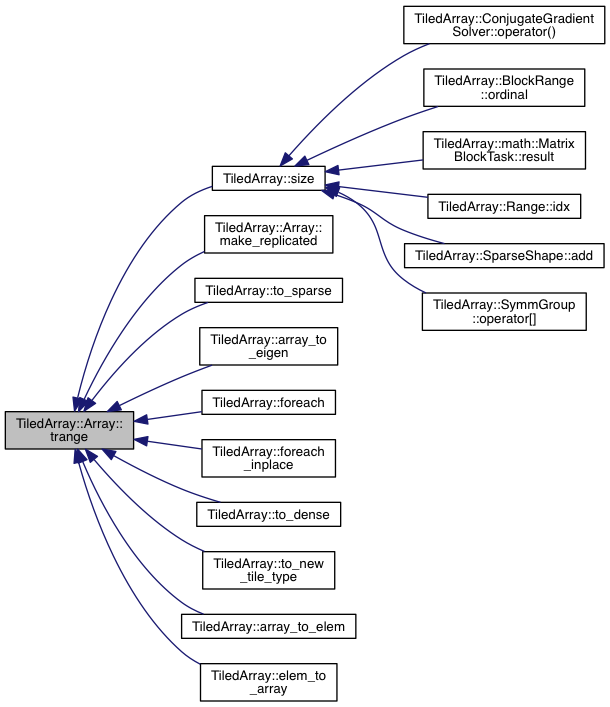 TiledArray::ConjugateGradient
Solver::operator()
TiledArray::BlockRange
::ordinal
TiledArray::math::Matrix
BlockTask::result
TiledArray::size
TiledArray::Range::idx
TiledArray::Array::
make_replicated
TiledArray::SparseShape::add
TiledArray::to_sparse
TiledArray::SymmGroup
::operator[]
TiledArray::array_to
_eigen
TiledArray::foreach
TiledArray::Array::
trange
TiledArray::foreach
_inplace
TiledArray::to_dense
TiledArray::to_new
_tile_type
TiledArray::array_to_elem
TiledArray::elem_to
_array